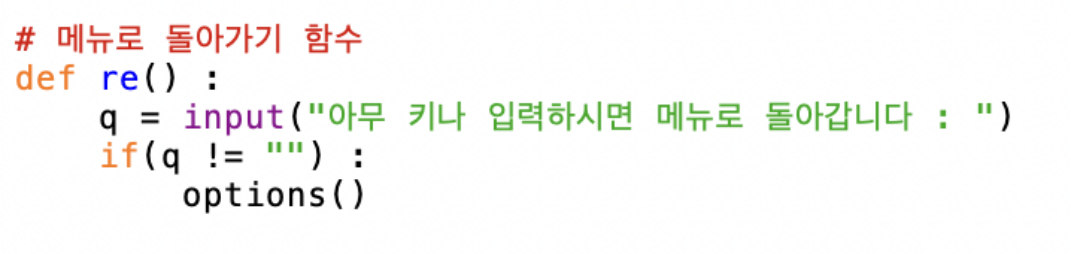 # 메뉴로 돌아가기 함수
def re() :
    q = input("아무 키나 입력하시면 메뉴로 돌아갑니다 : ")
    if(q != "") :
        options()